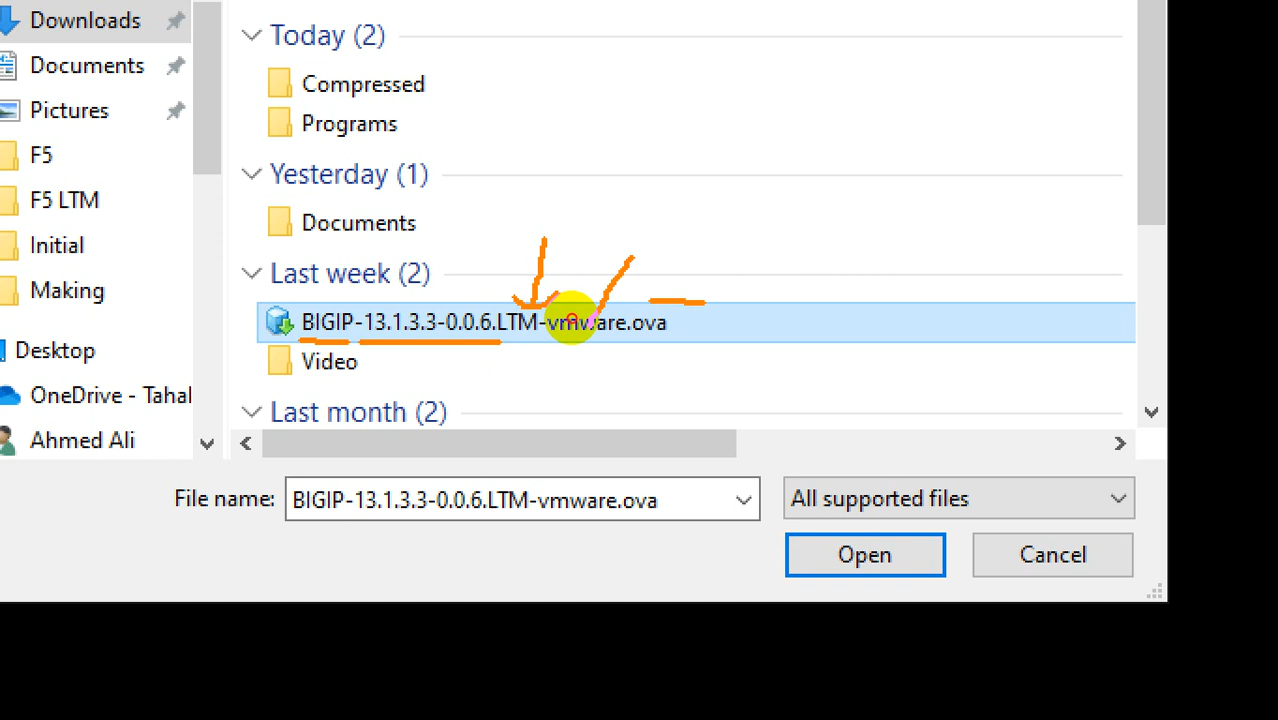 Downloads
Documents
Pictures
F5
F5 LTM
Initial
Making
Desktop
OneDrive - Tahal
Ahmed Ali
Today (2)
Compressed
Programs
Yesterday (1)
Documents
Last week (2)
BIGIP-13.1.3.3-0.0.6.LTM-vmware.ova
Video
Last month (2)
File name: BIGIP-13.1.3.3-0.0.6.LTM-vmware.ova
All supported files
Open
Cancel